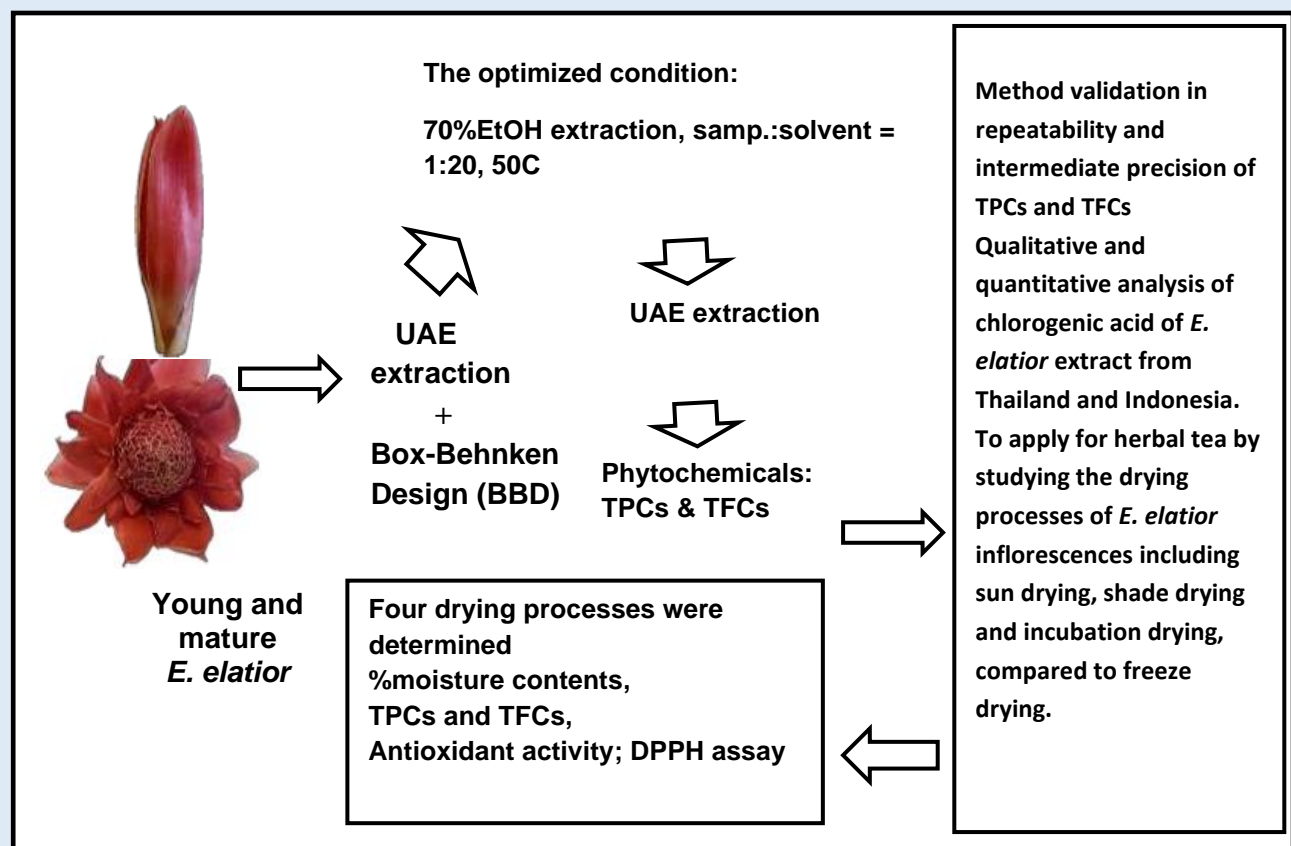 The optimized condition:
70%EtOH extraction, samp.:solvent =
1:20, 50C
UAE
extraction
+
Box-Behnken
Design (BBD)
UAE extraction
Phytochemicals:
TPCs & TFCs
Young and
mature
E. elatior
Method validation in
repeatability and
intermediate precision of
TPCs and TFCs
Qualitative and
quantitative analysis of
chlorogenic acid of E.
elatior extract from
Thailand and Indonesia.
To apply for herbal tea by
studying the drying
processes of E. elatior
inflorescences including
sun drying, shade drying
and incubation drying,
compared to freeze
drying.
Four drying processes were
determined
%moisture contents,
TPCs and TFCs,
Antioxidant activity; DPPH assay